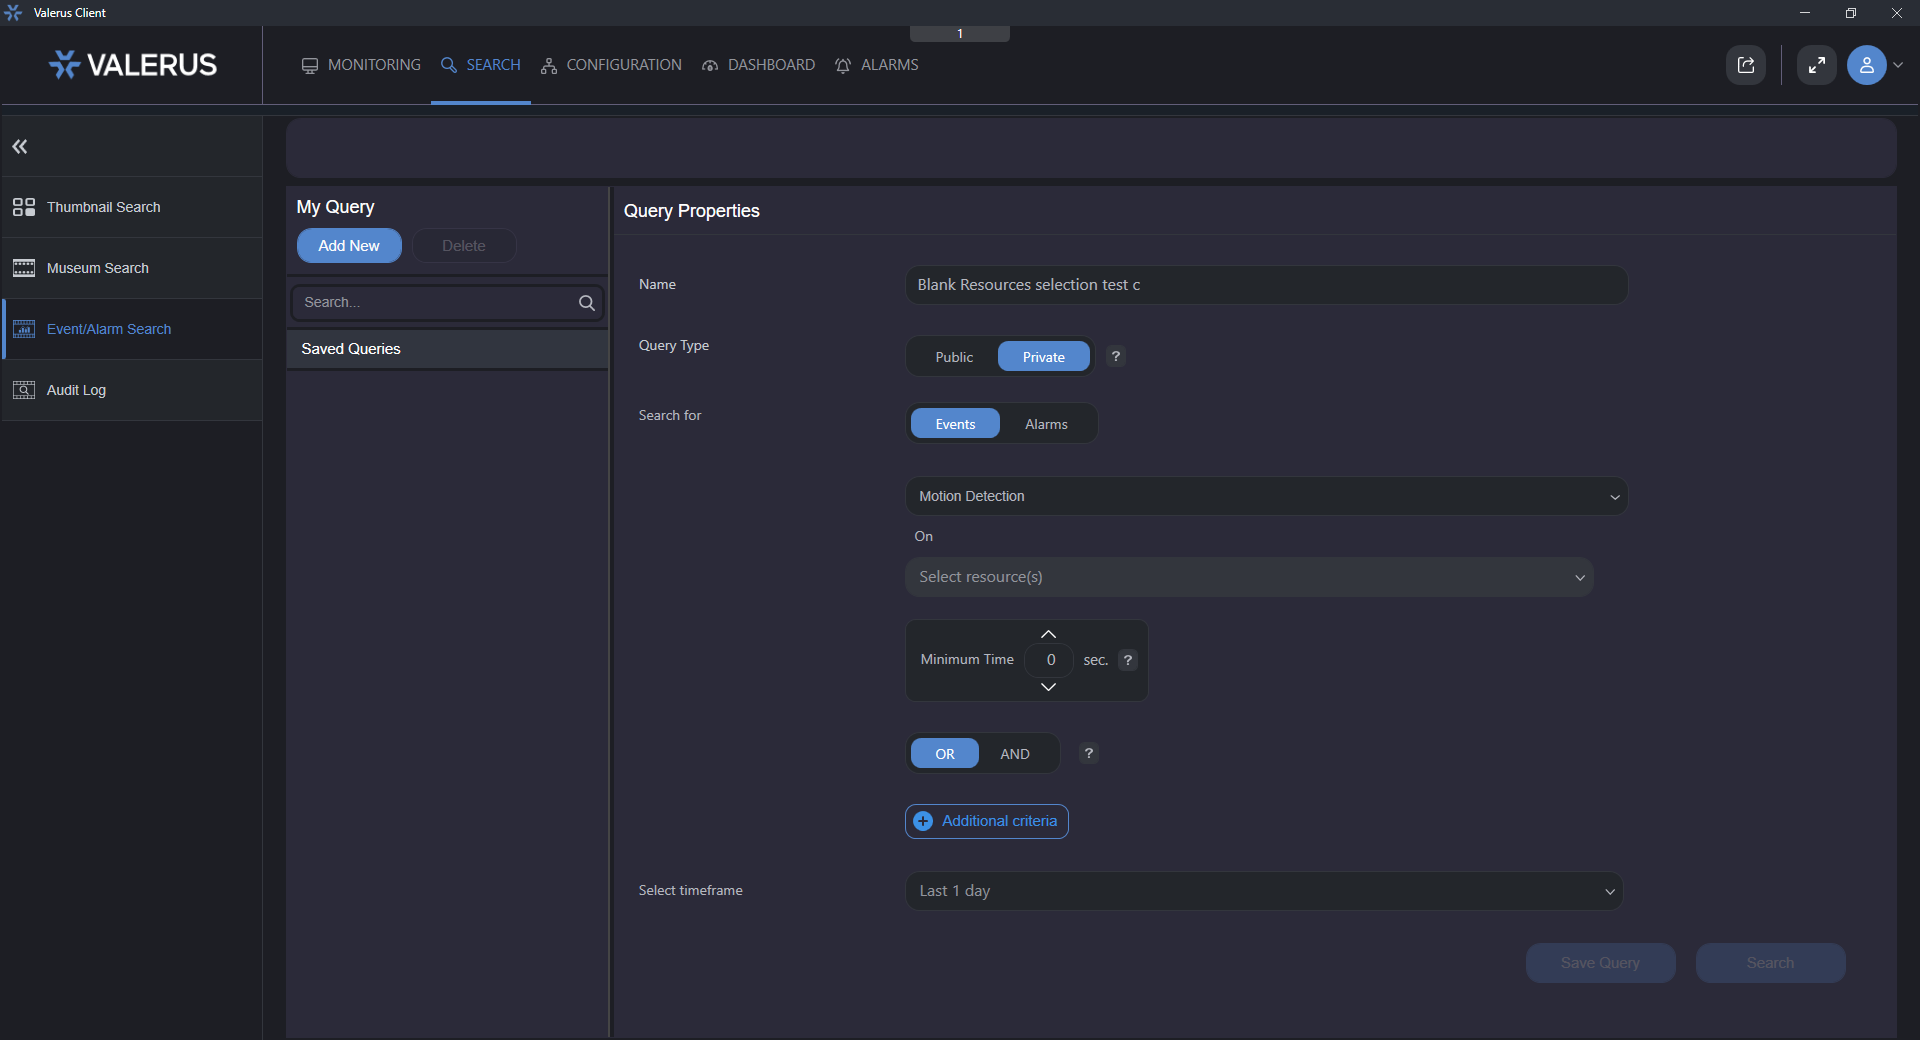 Valerus Client
1
VALERUS
MONITORING
SEARCH
CONFIGURATION
DASHBOARD
ALARMS
Thumbnail Search
Museum Search
Event/Alarm Search
Audit Log
My Query
Add New
Delete
Search...
Saved Queries
Query Properties
Name
Blank Resources selection test c
Query Type
Public
Private
?
Search for
Events
Alarms
Motion Detection
On
Select resource(s)
Minimum Time
0
sec.
?
OR
AND
?
Additional criteria
Select timeframe
Last 1 day
Save Query
Search